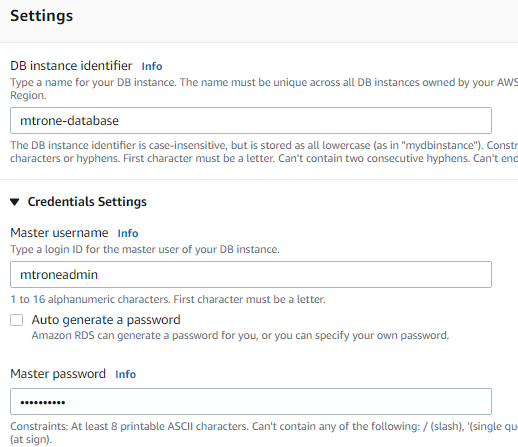 Settings
DB instance identifier Info
Type a name for your DB instance. The name must be unique across all DB instances owned by your AWS
Region.
mtrone-database
The DB instance identifier is case-insensitive, but is stored as all lowercase (as in "mydbinstance"). Constr
characters or hyphens. First character must be a letter. Can't contain two consecutive hyphens. Can't end
▼ Credentials Settings
Master username Info
Type a login ID for the master user of your DB instance.
mtroneadmin
1 to 16 alphanumeric characters. First character must be a letter.
Auto generate a password
Amazon RDS can generate a password for you, or you can specify your own password.
Master password Info
••••••••••
Constraints: At least 8 printable ASCII characters. Can't contain any of the following: / (slash), '(single qu
(at sign).